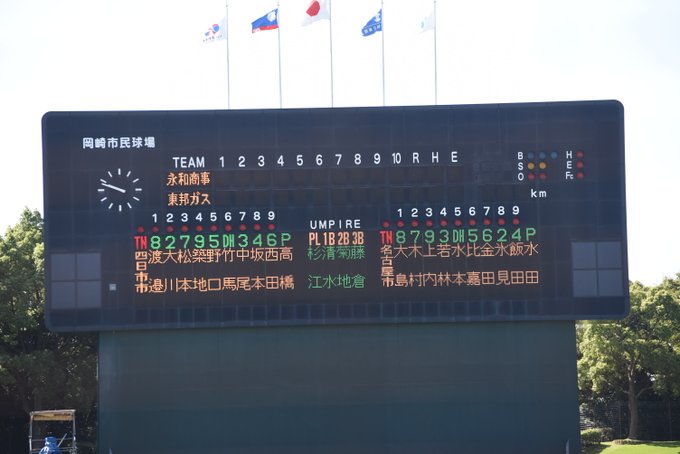 岡崎市民球場
TEAM 1 2 3 4 5 6 7 8 9 10 R H E
永和商事
東邦ガス
B H
S E
O Fc
km
1 2 3 4 5 6 7 8 9
TN 8 2 7 9 5 DH 3 4 6 P
四日市市
渡大松築野竹中坂西高
邉川本地口馬尾本田橋
UMPIRE
PL 1B 2B 3B
杉清菊藤
江水地倉
1 2 3 4 5 6 7 8 9
TN 8 7 9 3 DH 5 6 2 4 P
名古屋市
大木上若水比金氷飯水
島村内林本嘉田見田田